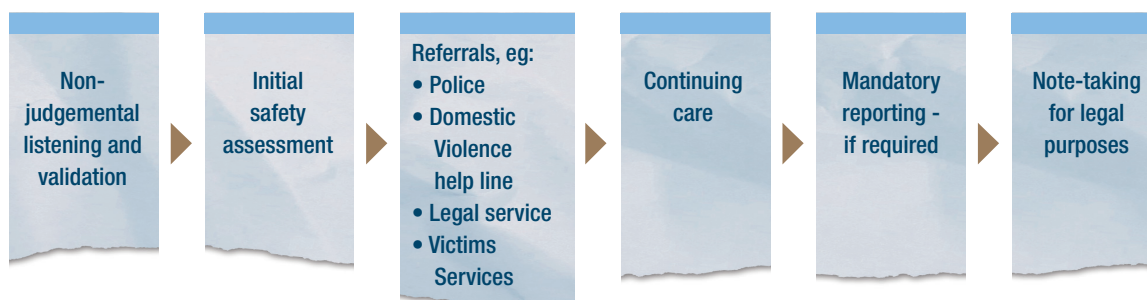 Non-
judgemental
listening and
validation
Initial
safety
assessment
Referrals, eg:
• Police
• Domestic
Violence
help line
• Legal service
• Victims
Services
Continuing
care
Mandatory
reporting -
if required
Note-taking
for legal
purposes